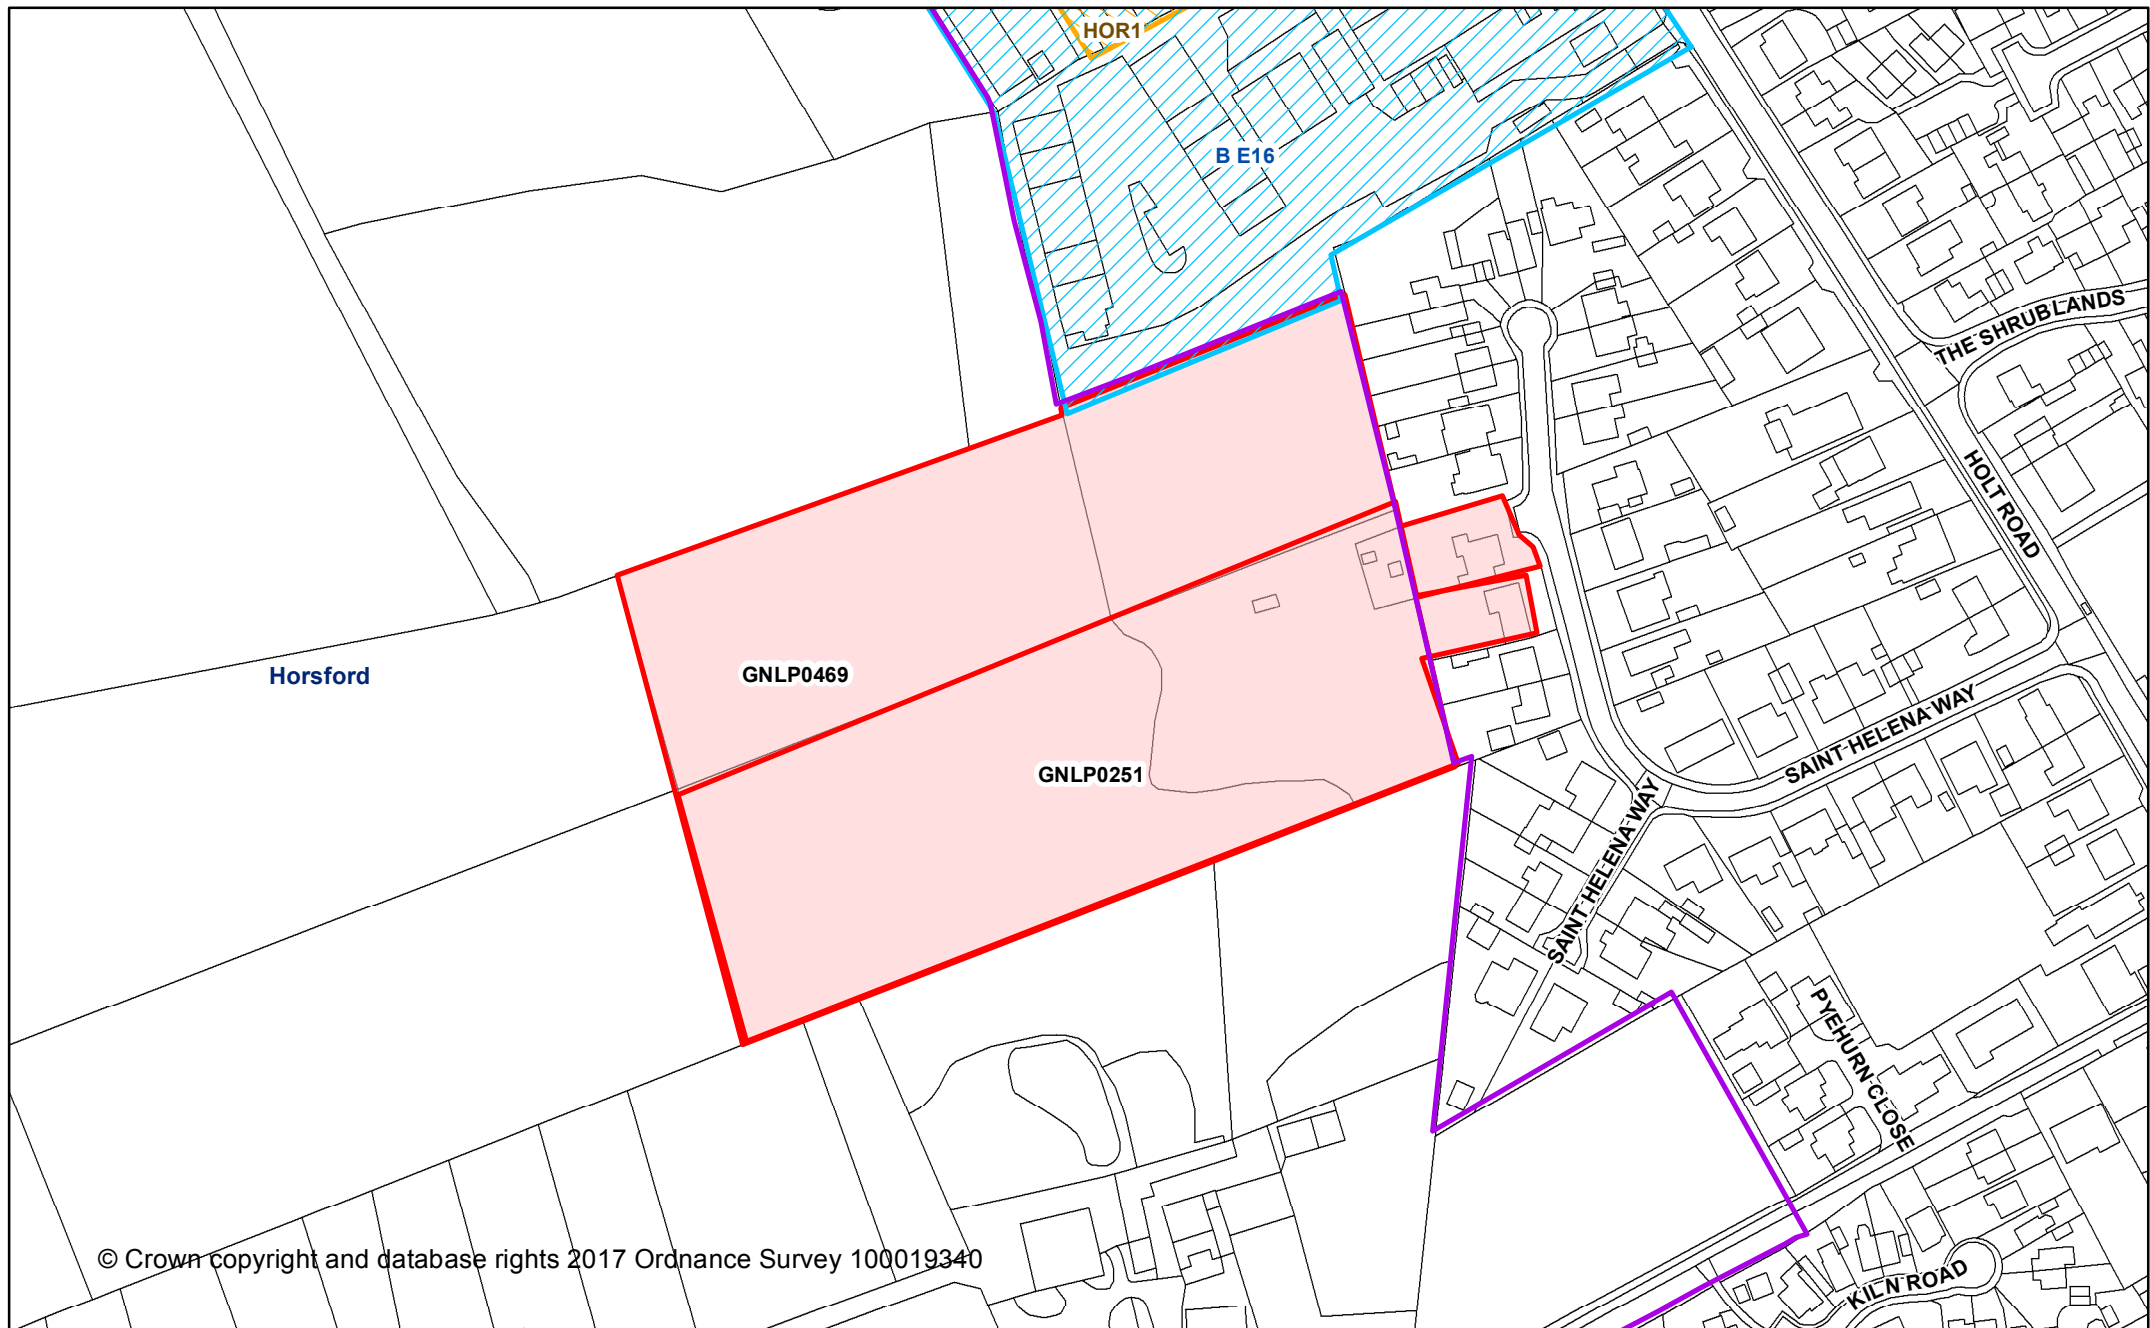 HOR1
B E16
THE SHRUBLANDS
HOLT ROAD
Horsford
GNLP0469
GNLP0251
SAINT HELENA WAY
SAINT HELENA WAY
PYEHURN CLOSE
© Crown copyright and database rights 2017 Ordnance Survey 100019340
KILN ROAD